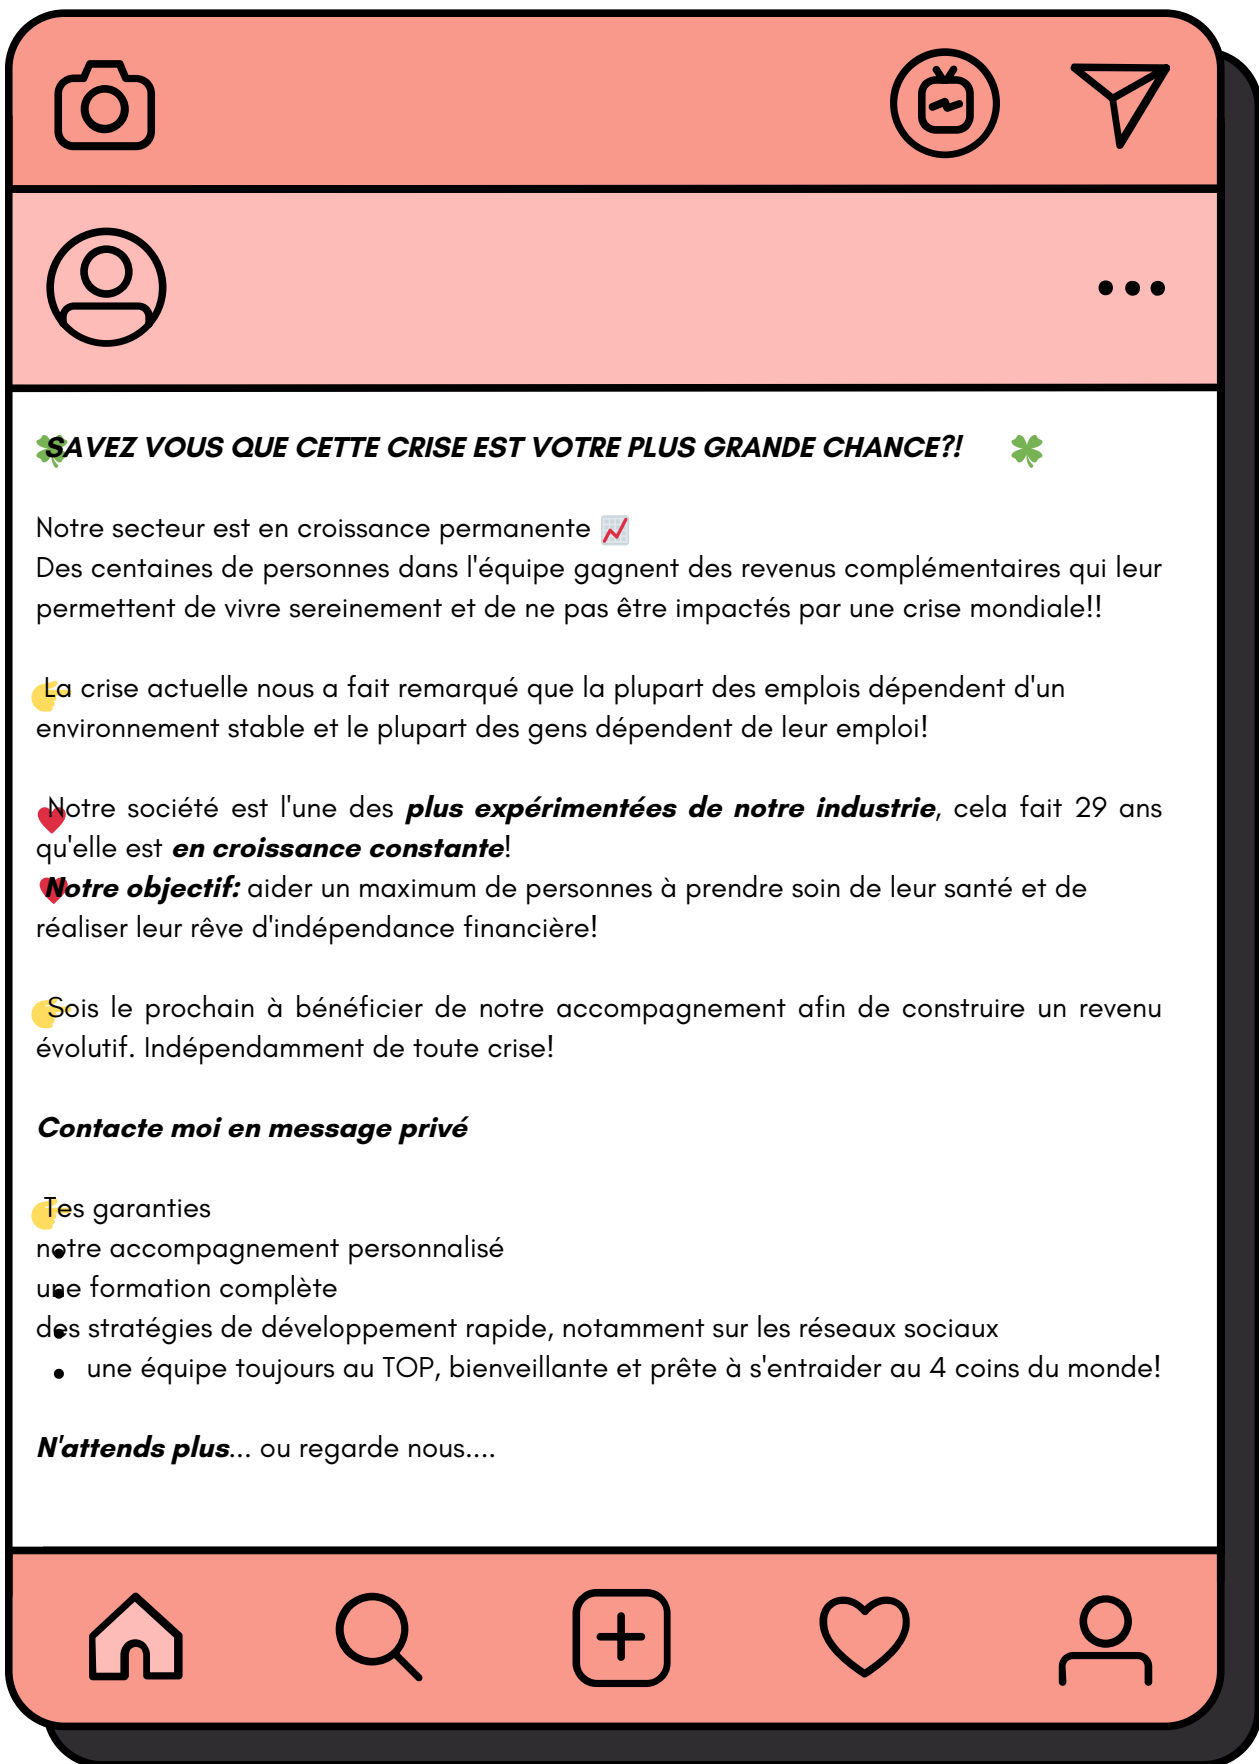 🍀SAVEZ VOUS QUE CETTE CRISE EST VOTRE PLUS GRANDE CHANCE?! 🍀
Notre secteur est en croissance permanente 📈
Des centaines de personnes dans l'équipe gagnent des revenus complémentaires qui leur
permettent de vivre sereinement et de ne pas être impactés par une crise mondiale!!
👉La crise actuelle nous a fait remarqué que la plupart des emplois dépendent d'un
environnement stable et le plupart des gens dépendent de leur emploi!
❤️Notre société est l'une des plus expérimentées de notre industrie, cela fait 29 ans
qu'elle est en croissance constante!
❤️Notre objectif: aider un maximum de personnes à prendre soin de leur santé et de
réaliser leur rêve d'indépendance financière!
👉Sois le prochain à bénéficier de notre accompagnement afin de construire un revenu
évolutif. Indépendamment de toute crise!
Contacte moi en message privé
👉Tes garanties
notre accompagnement personnalisé
une formation complète
des stratégies de développement rapide, notamment sur les réseaux sociaux
• une équipe toujours au TOP, bienveillante et prête à s'entraider au 4 coins du monde!
N'attends plus... ou regarde nous....